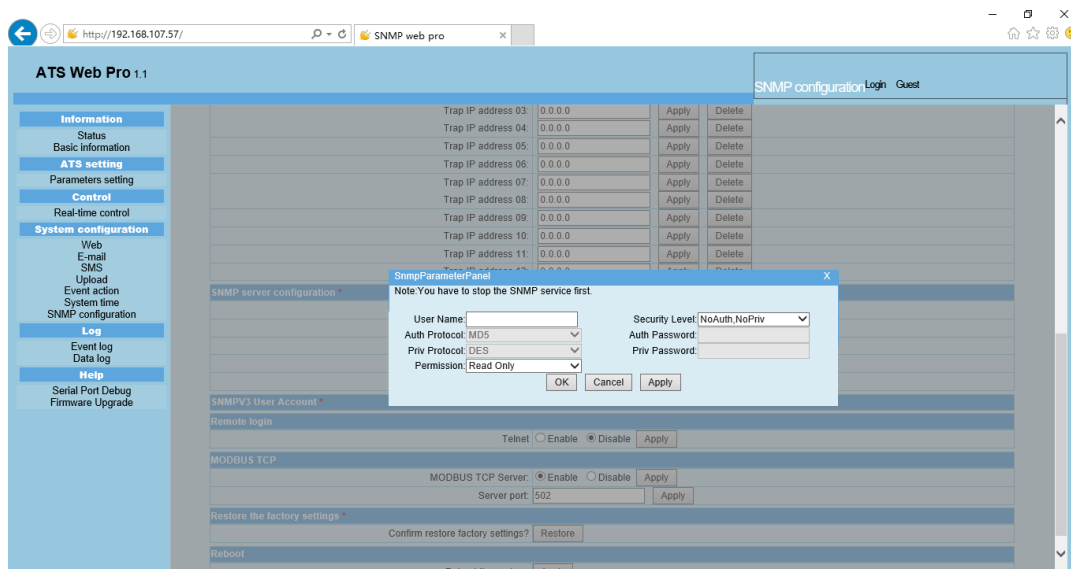 http://192.168.107.57/
SNMP web pro
ATS Web Pro 1.1
SNMP configuration Login Guest
Information
Status
Basic information
ATS setting
Parameters setting
Control
Real-time control
System configuration
Web
E-mail
SMS
Upload
Event action
System time
SNMP configuration
Log
Event log
Data log
Help
Serial Port Debug
Firmware Upgrade
Trap IP address 03: 0.0.0.0 Apply Delete
Trap IP address 04: 0.0.0.0 Apply Delete
Trap IP address 05: 0.0.0.0 Apply Delete
Trap IP address 06: 0.0.0.0 Apply Delete
Trap IP address 07: 0.0.0.0 Apply Delete
Trap IP address 08: 0.0.0.0 Apply Delete
Trap IP address 09: 0.0.0.0 Apply Delete
Trap IP address 10: 0.0.0.0 Apply Delete
Trap IP address 11: 0.0.0.0 Apply Delete
SnmpParameterPanel X
Note:You have to stop the SNMP service first.
User Name: Security Level: NoAuth,NoPriv
Auth Protocol: MD5 Auth Password:
Priv Protocol: DES Priv Password:
Permission: Read Only
OK Cancel Apply
SNMP server configuration *
SNMPV3 User Account *
Remote login
Telnet Enable Disable Apply
MODBUS TCP
MODBUS TCP Server: Enable Disable Apply
Server port: 502 Apply
Restore the factory settings *
Confirm restore factory settings? Restore
Reboot